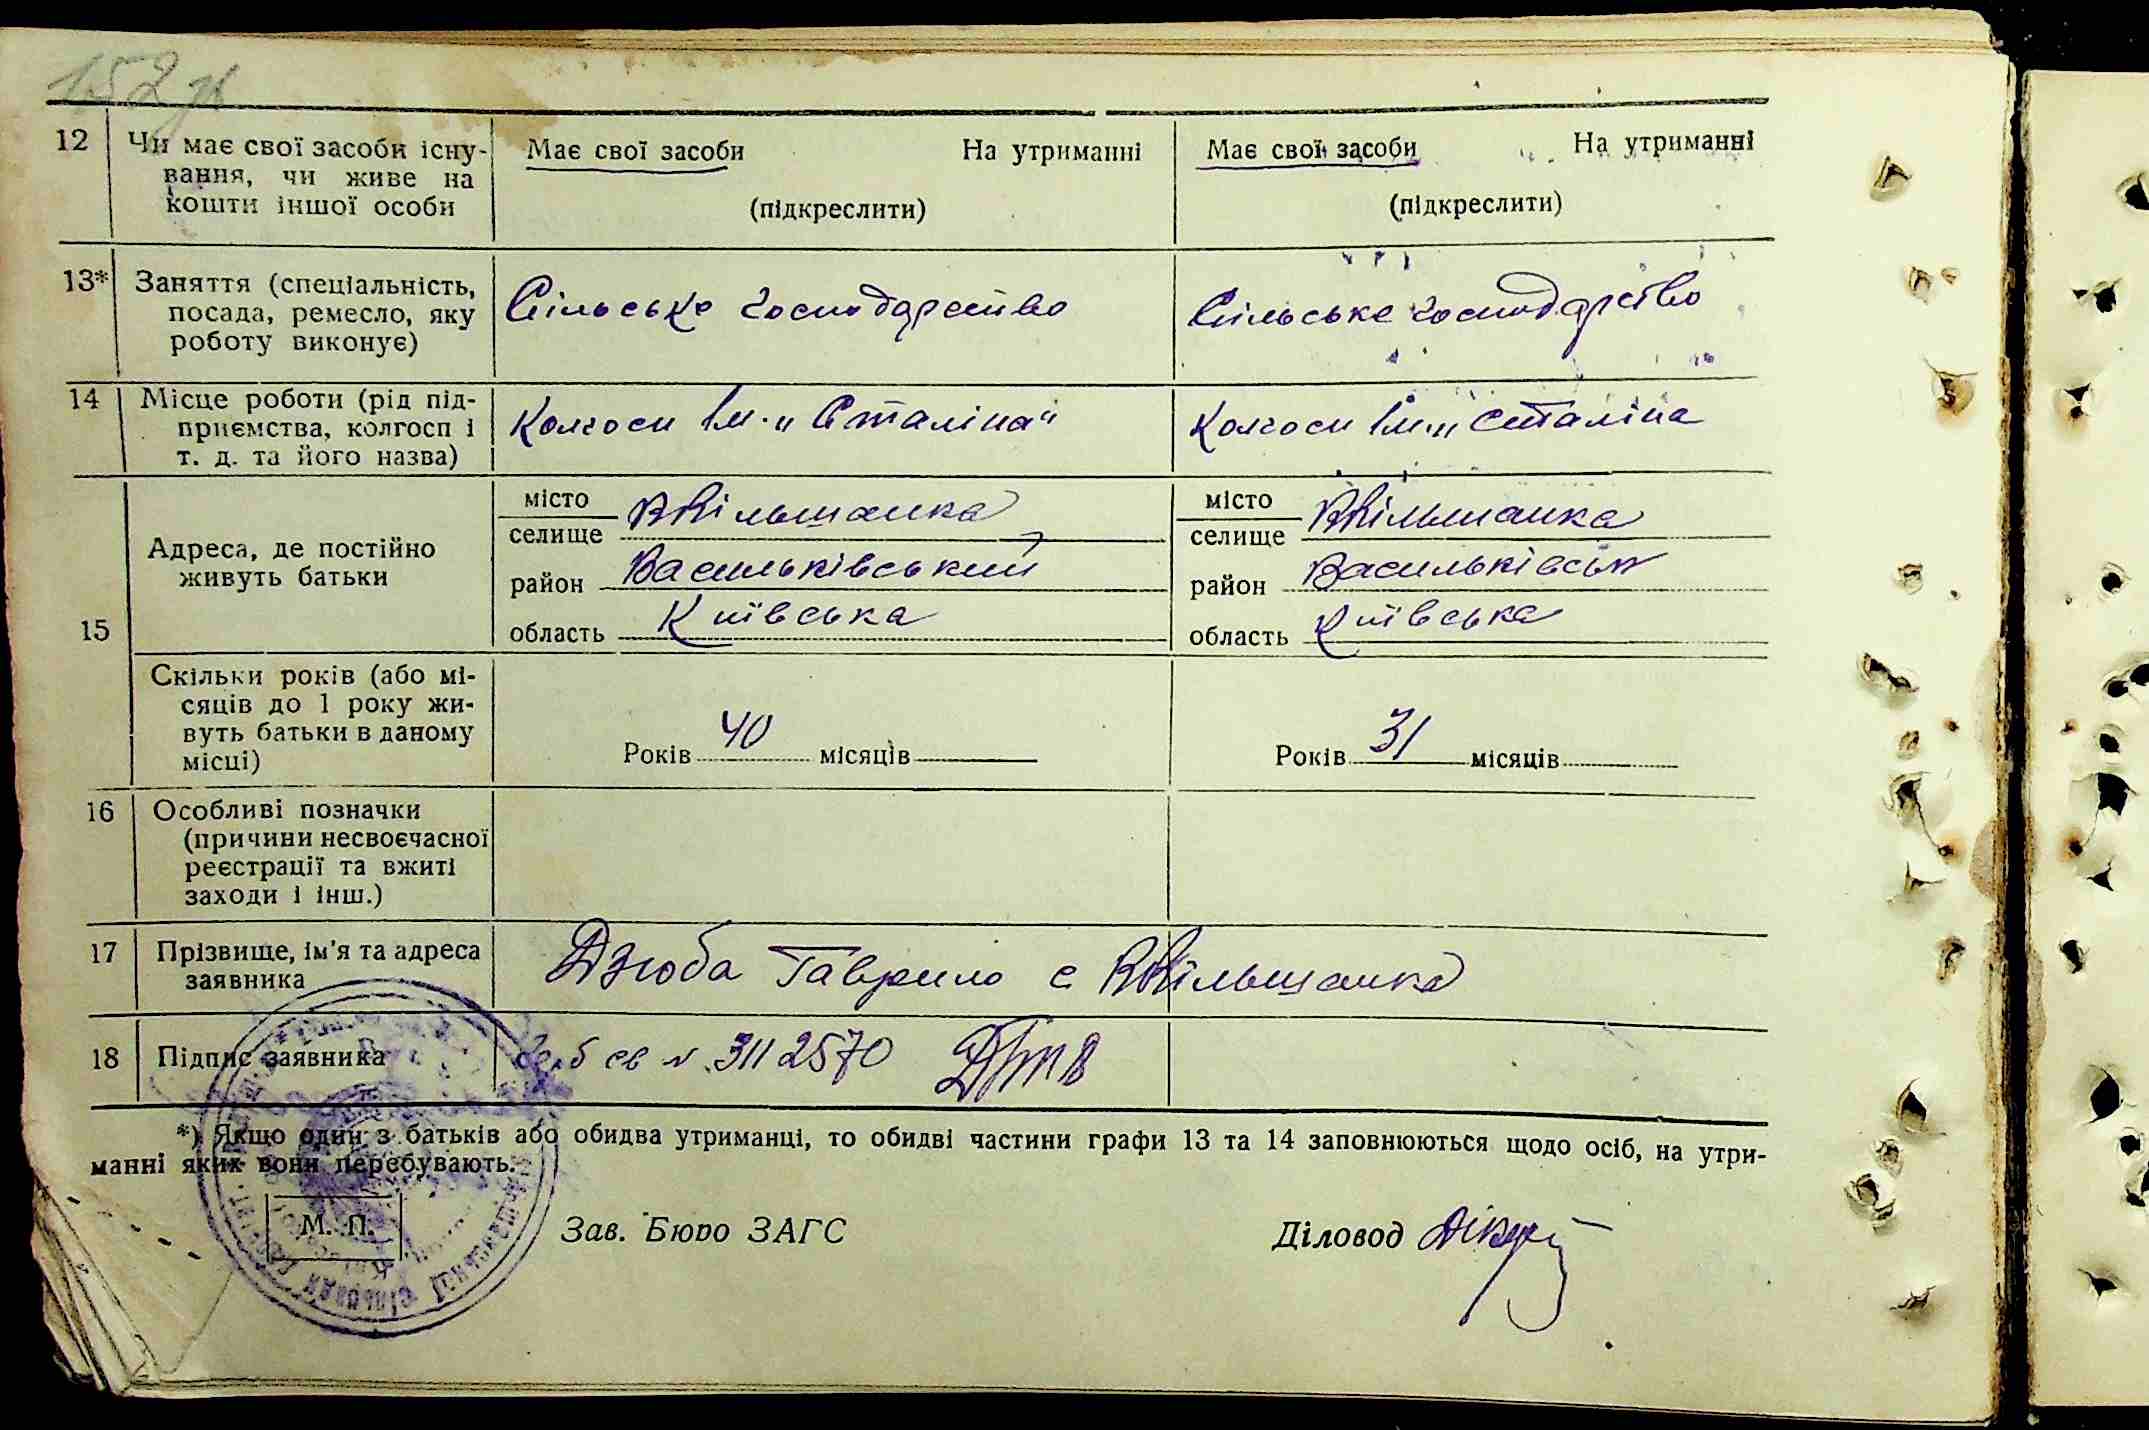 152 зв
12 Чи має свої засоби існу- Має свої засоби На утриманні Має свої засоби На утриманні
вання, чи живе на
кошти іншої особи (підкреслити) (підкреслити)
13* Заняття (спеціальність, Сільське господарство Сільське господарство
посада, ремесло, яку
роботу виконує)
14 Місце роботи (рід під- Колгосп ім. „Сталіна" Колгосп ім. „Сталіна
приємства, колгосп і
т. д. та його назва)
15 Адреса, де постійно живуть батьки
місто
селище ВВільшанка
район Васильківський
область Київська
місто
селище ВВільшанка
район Васильківськ
область Київська
Скільки років (або мі-
сяців до 1 року жи-
вуть батьки в даному
місці)
Років 40 місяців
Років 31 місяців
16 Особливі позначки
(причини несвоєчасної
реєстрації та вжиті
заходи і інш.)
17 Прізвище, ім'я та адреса Дзюба Гаврило с ВВільшанка
заявника
18 Підпис заявника св № 3112570
*) Якщо один з батьків або обидва утриманці, то обидві частини графи 13 та 14 заповнюються щодо осіб, на утри-
манні яких вони перебувають.
М. П. Зав. Бюро ЗАГС Діловод